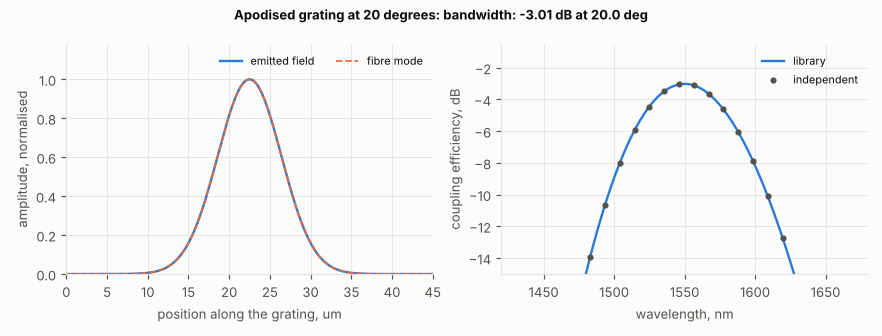 Apodised grating at 20 degrees: bandwidth: -3.01 dB at 20.0 deg
emitted field
fibre mode
amplitude, normalised
1.0
0.8
0.6
0.4
0.2
0.0
0 5 10 15 20 25 30 35 40 45
position along the grating, um
library
independent
coupling efficiency, dB
−2
−4
−6
−8
−10
−12
−14
1450 1500 1550 1600 1650
wavelength, nm